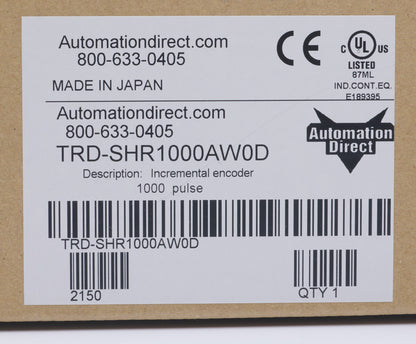 Automationdirect.com
800-633-0405
MADE IN JAPAN
CE
C UL US
LISTED
87ML
IND.CONT.EQ.
E189395
Automationdirect.com
800-633-0405
Automation
Direct
TRD-SHR1000AW0D
Description: Incremental encoder
1000 pulse
TRD-SHR1000AW0D
2150
QTY 1